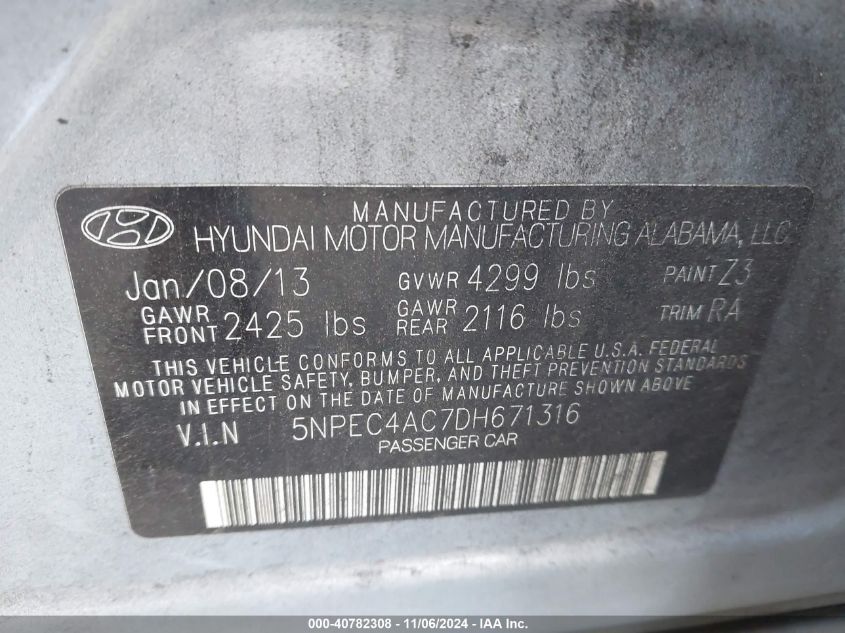 MANUFACTURED BY
HYUNDAI MOTOR MANUFACTURING ALABAMA, LLC
Jan/08/13 GVWR 4299 lbs PAINT Z3
GAWR FRONT 2425 lbs GAWR REAR 2116 lbs TRIM RA
THIS VEHICLE CONFORMS TO ALL APPLICABLE U.S.A. FEDERAL
MOTOR VEHICLE SAFETY, BUMPER, AND THEFT PREVENTION STANDARDS
IN EFFECT ON THE DATE OF MANUFACTURE SHOWN ABOVE
V.I.N 5NPEC4AC7DH671316
PASSENGER CAR
000-40782308 - 11/06/2024 - IAA Inc.